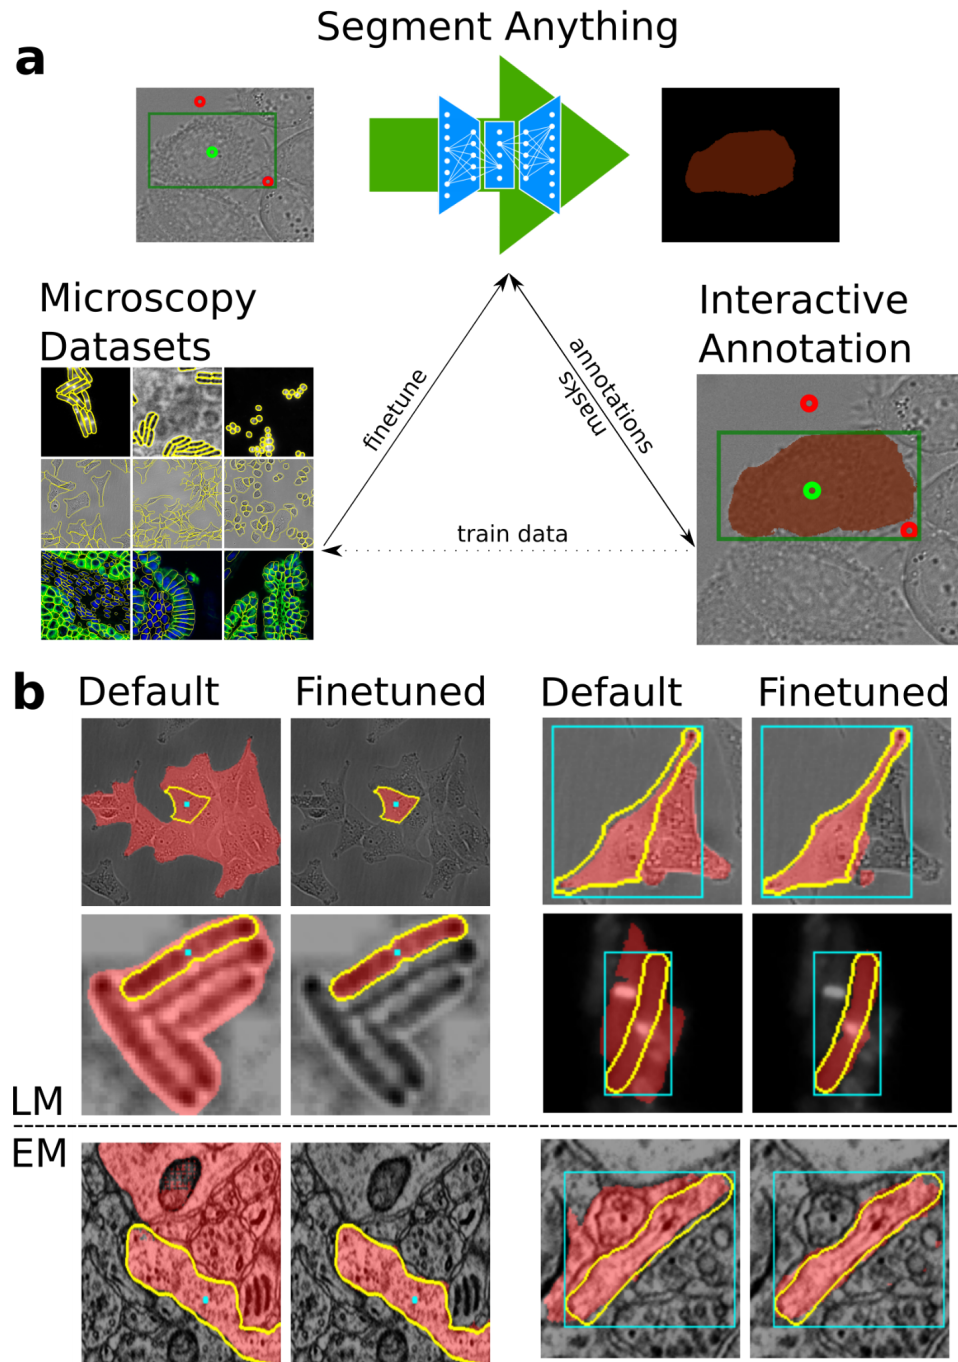 Segment Anything
a
Microscopy
Datasets
Interactive
Annotation
finetune
annotations
masks
train data
b
Default
Finetuned
Default
Finetuned
LM
EM